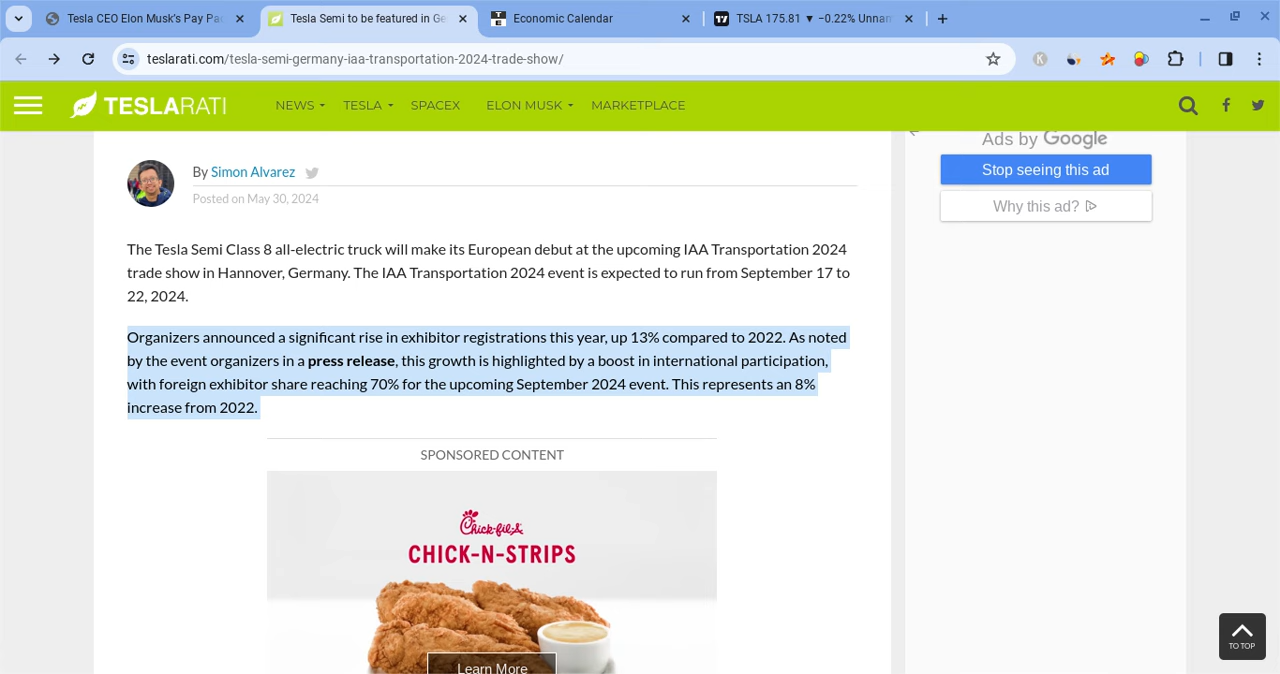 Tesla CEO Elon Musk's Pay Pac
Tesla Semi to be featured in Ge
Economic Calendar
TSLA 175.81 ▼ −0.22% Unnam
teslarati.com/tesla-semi-germany-iaa-transportation-2024-trade-show/
TESLARATI
NEWS
TESLA
SPACEX
ELON MUSK
MARKETPLACE
By Simon Alvarez
Posted on May 30, 2024
The Tesla Semi Class 8 all-electric truck will make its European debut at the upcoming IAA Transportation 2024
trade show in Hannover, Germany. The IAA Transportation 2024 event is expected to run from September 17 to
22, 2024.
Organizers announced a significant rise in exhibitor registrations this year, up 13% compared to 2022. As noted
by the event organizers in a press release, this growth is highlighted by a boost in international participation,
with foreign exhibitor share reaching 70% for the upcoming September 2024 event. This represents an 8%
increase from 2022.
SPONSORED CONTENT
Chick-fil-A
CHICK-N-STRIPS
Learn More
Ads by Google
Stop seeing this ad
Why this ad?
TO TOP